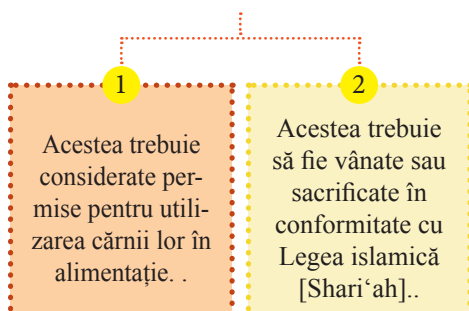 1
Acestea trebuie
considerate per-
mise pentru utili-
zarea cărnii lor în
alimentație. .
2
Acestea trebuie
să fie vânate sau
sacrificate în
conformitate cu
Legea islamică
[Shari‘ah]..